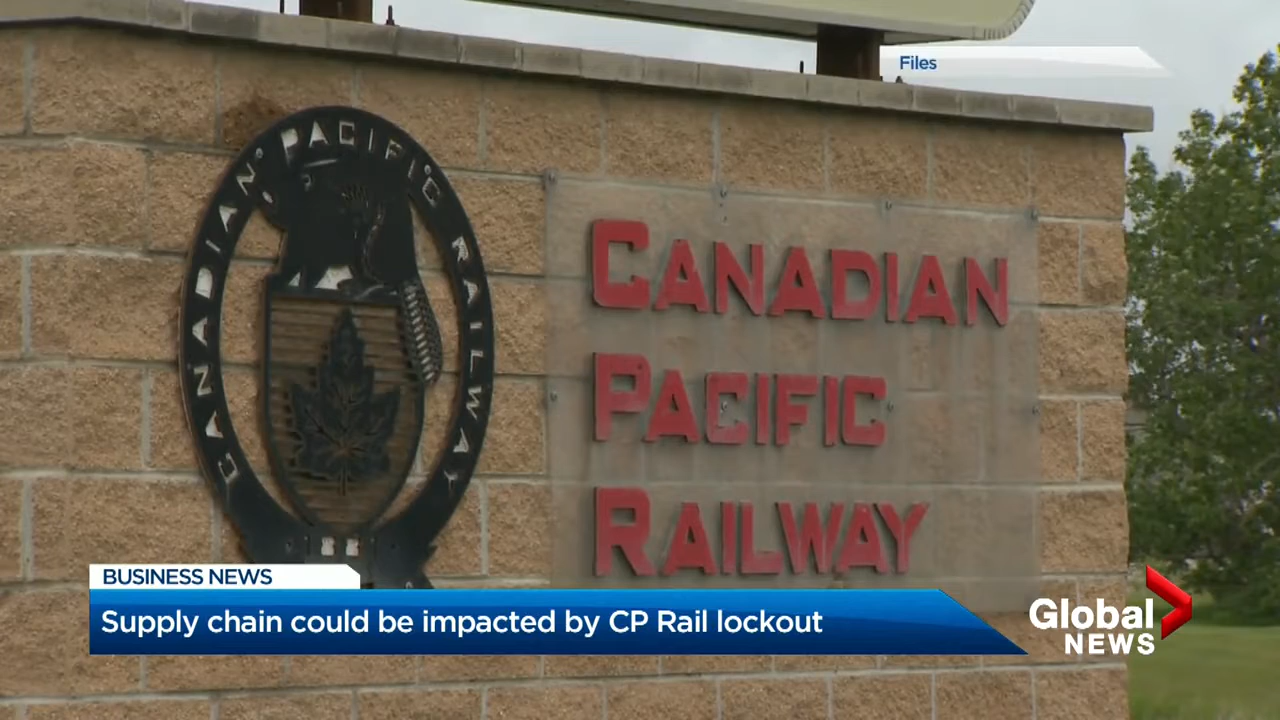 Files
CANADIAN PACIFIC RAILWAY
CANADIAN
PACIFIC
RAILWAY
BUSINESS NEWS
Supply chain could be impacted by CP Rail lockout
Global
NEWS